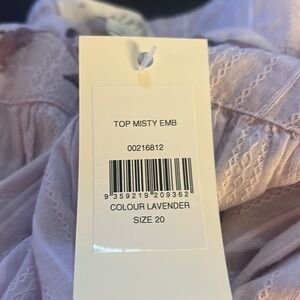 TOP MISTY EMB
00216812
9 359219 209362
COLOUR LAVENDER
SIZE 20